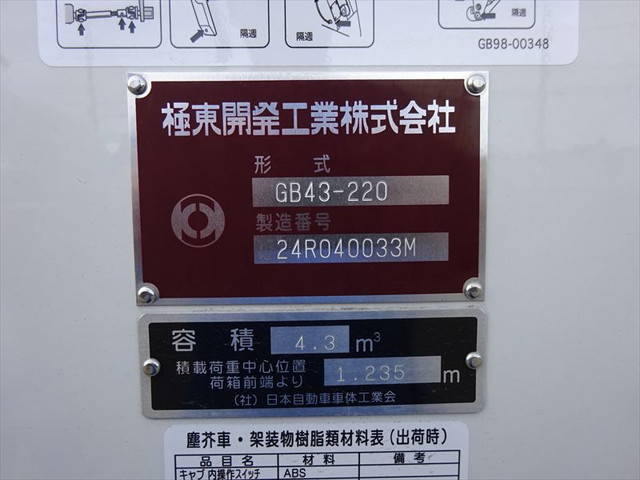 隔週
隔週
隔週
GB98-00348
極東開発工業株式会社
形式
GB43-220
製造番号
24R040033M
容積 4.3 m³
積載荷重中心位置
荷箱前端より 1.235 m
(社)日本自動車車体工業会
塵芥車・架装物樹脂類材料表(出荷時)
品目名 材料 備考
キャブ内操作スイッチ ABS